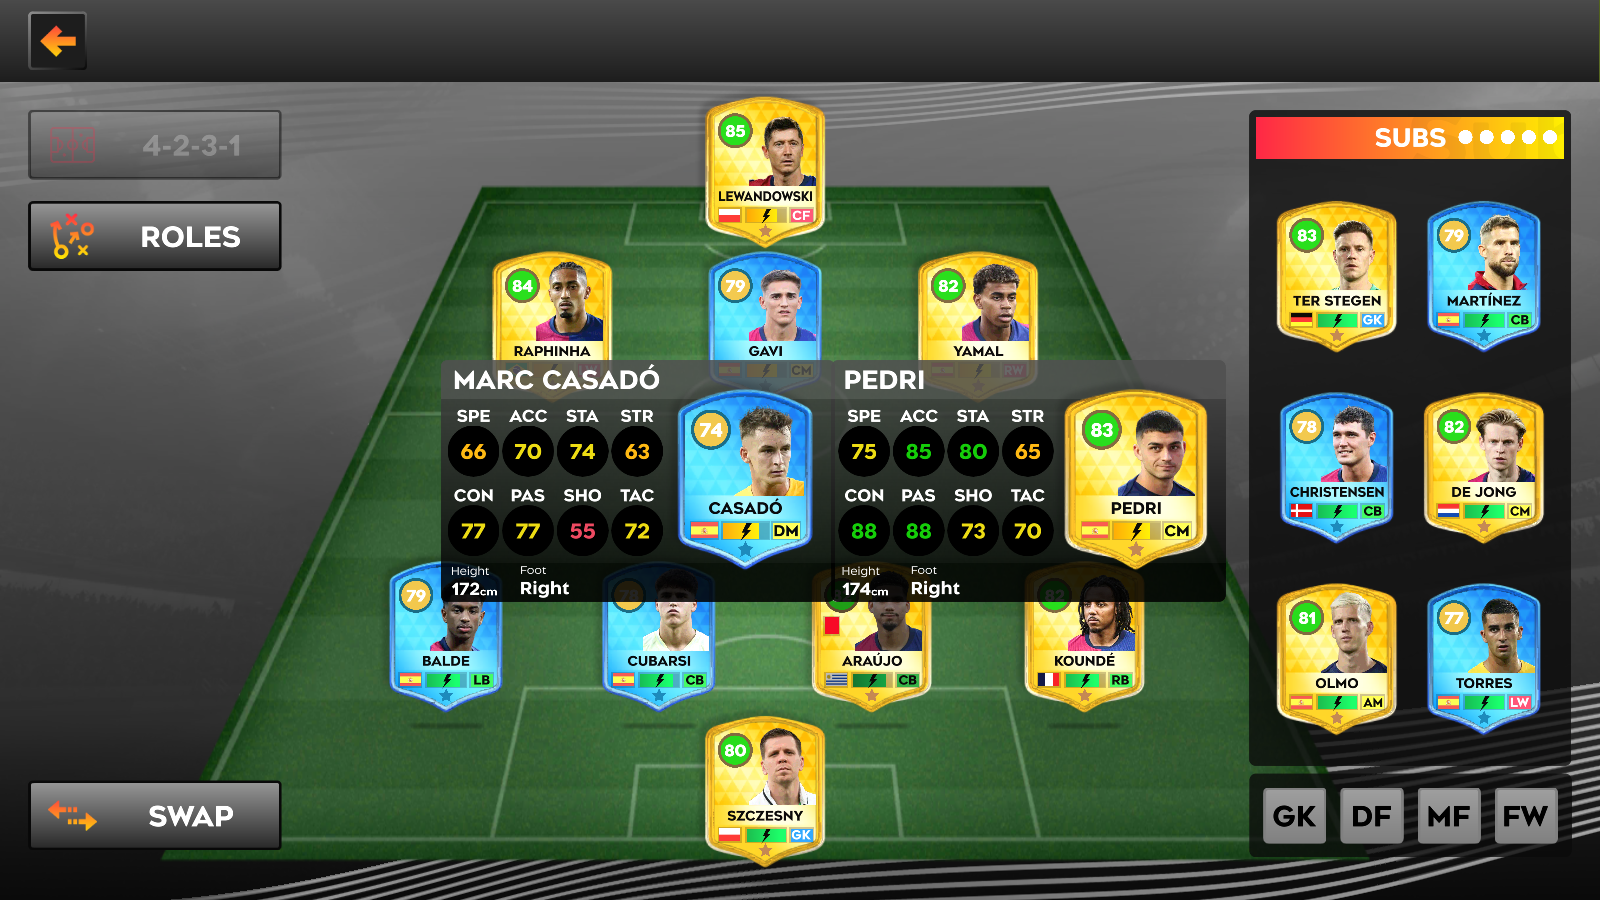 4-2-3-1
ROLES
SWAP
85
LEWANDOWSKI
CF
84
RAPHINHA
79
GAVI
CM
82
YAMAL
RW
MARC CASADÓ
SPE ACC STA STR
66 70 74 63
CON PAS SHO TAC
77 77 55 72
Height Foot
172cm Right
74
CASADÓ
DM
PEDRI
SPE ACC STA STR
75 85 80 65
CON PAS SHO TAC
88 88 73 70
Height Foot
174cm Right
83
PEDRI
CM
79
BALDE
LB
78
CUBARSI
CB
ARAÚJO
CB
82
KOUNDÉ
RB
80
SZCZESNY
GK
SUBS
83
TER STEGEN
GK
79
MARTÍNEZ
CB
78
CHRISTENSEN
CB
82
DE JONG
CM
81
OLMO
AM
77
TORRES
LW
GK DF MF FW